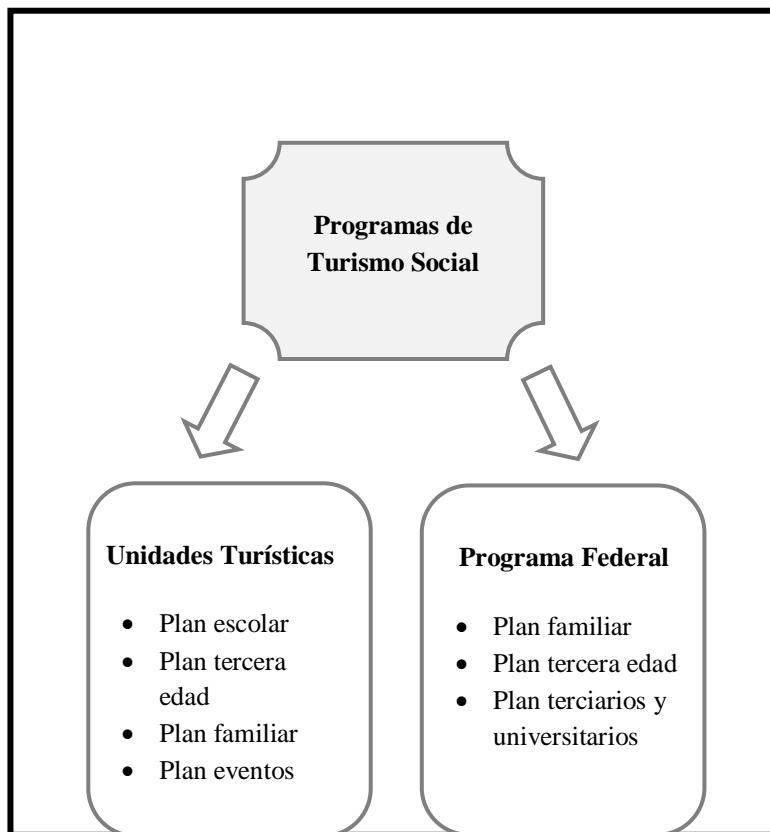 Programas de
Turismo Social
Unidades Turísticas
• Plan escolar
• Plan tercera
edad
• Plan familiar
• Plan eventos
Programa Federal
• Plan familiar
• Plan tercera edad
• Plan terciarios y
universitarios